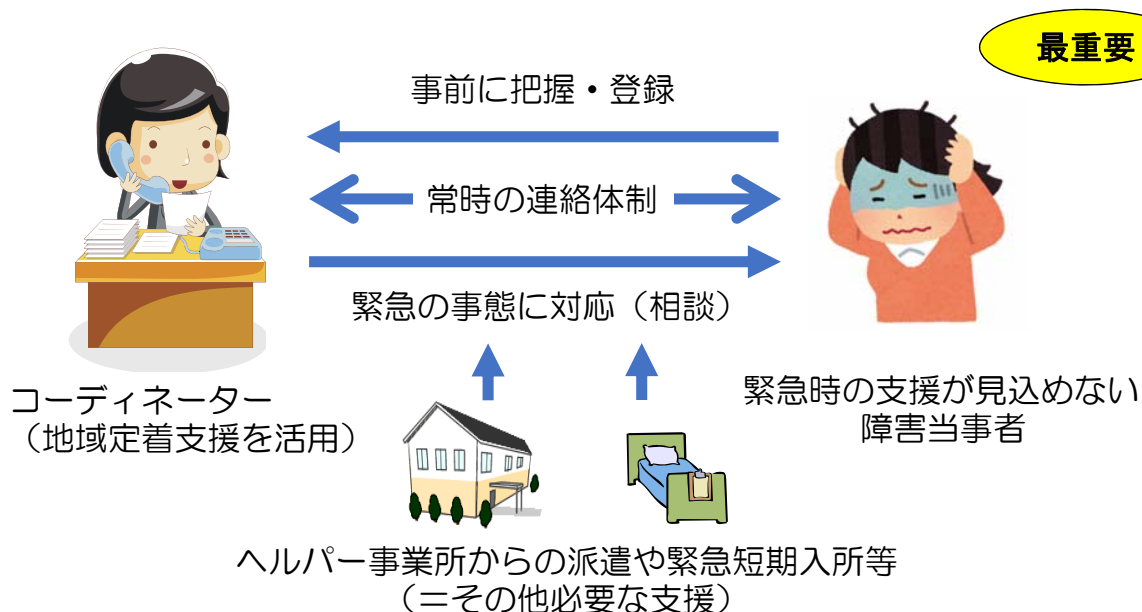 最重要
事前に把握・登録
常時の連絡体制
緊急の事態に対応（相談）
コーディネーター
（地域定着支援を活用）
緊急時の支援が見込めない
障害当事者
ヘルパー事業所からの派遣や緊急短期入所等
（＝その他必要な支援）